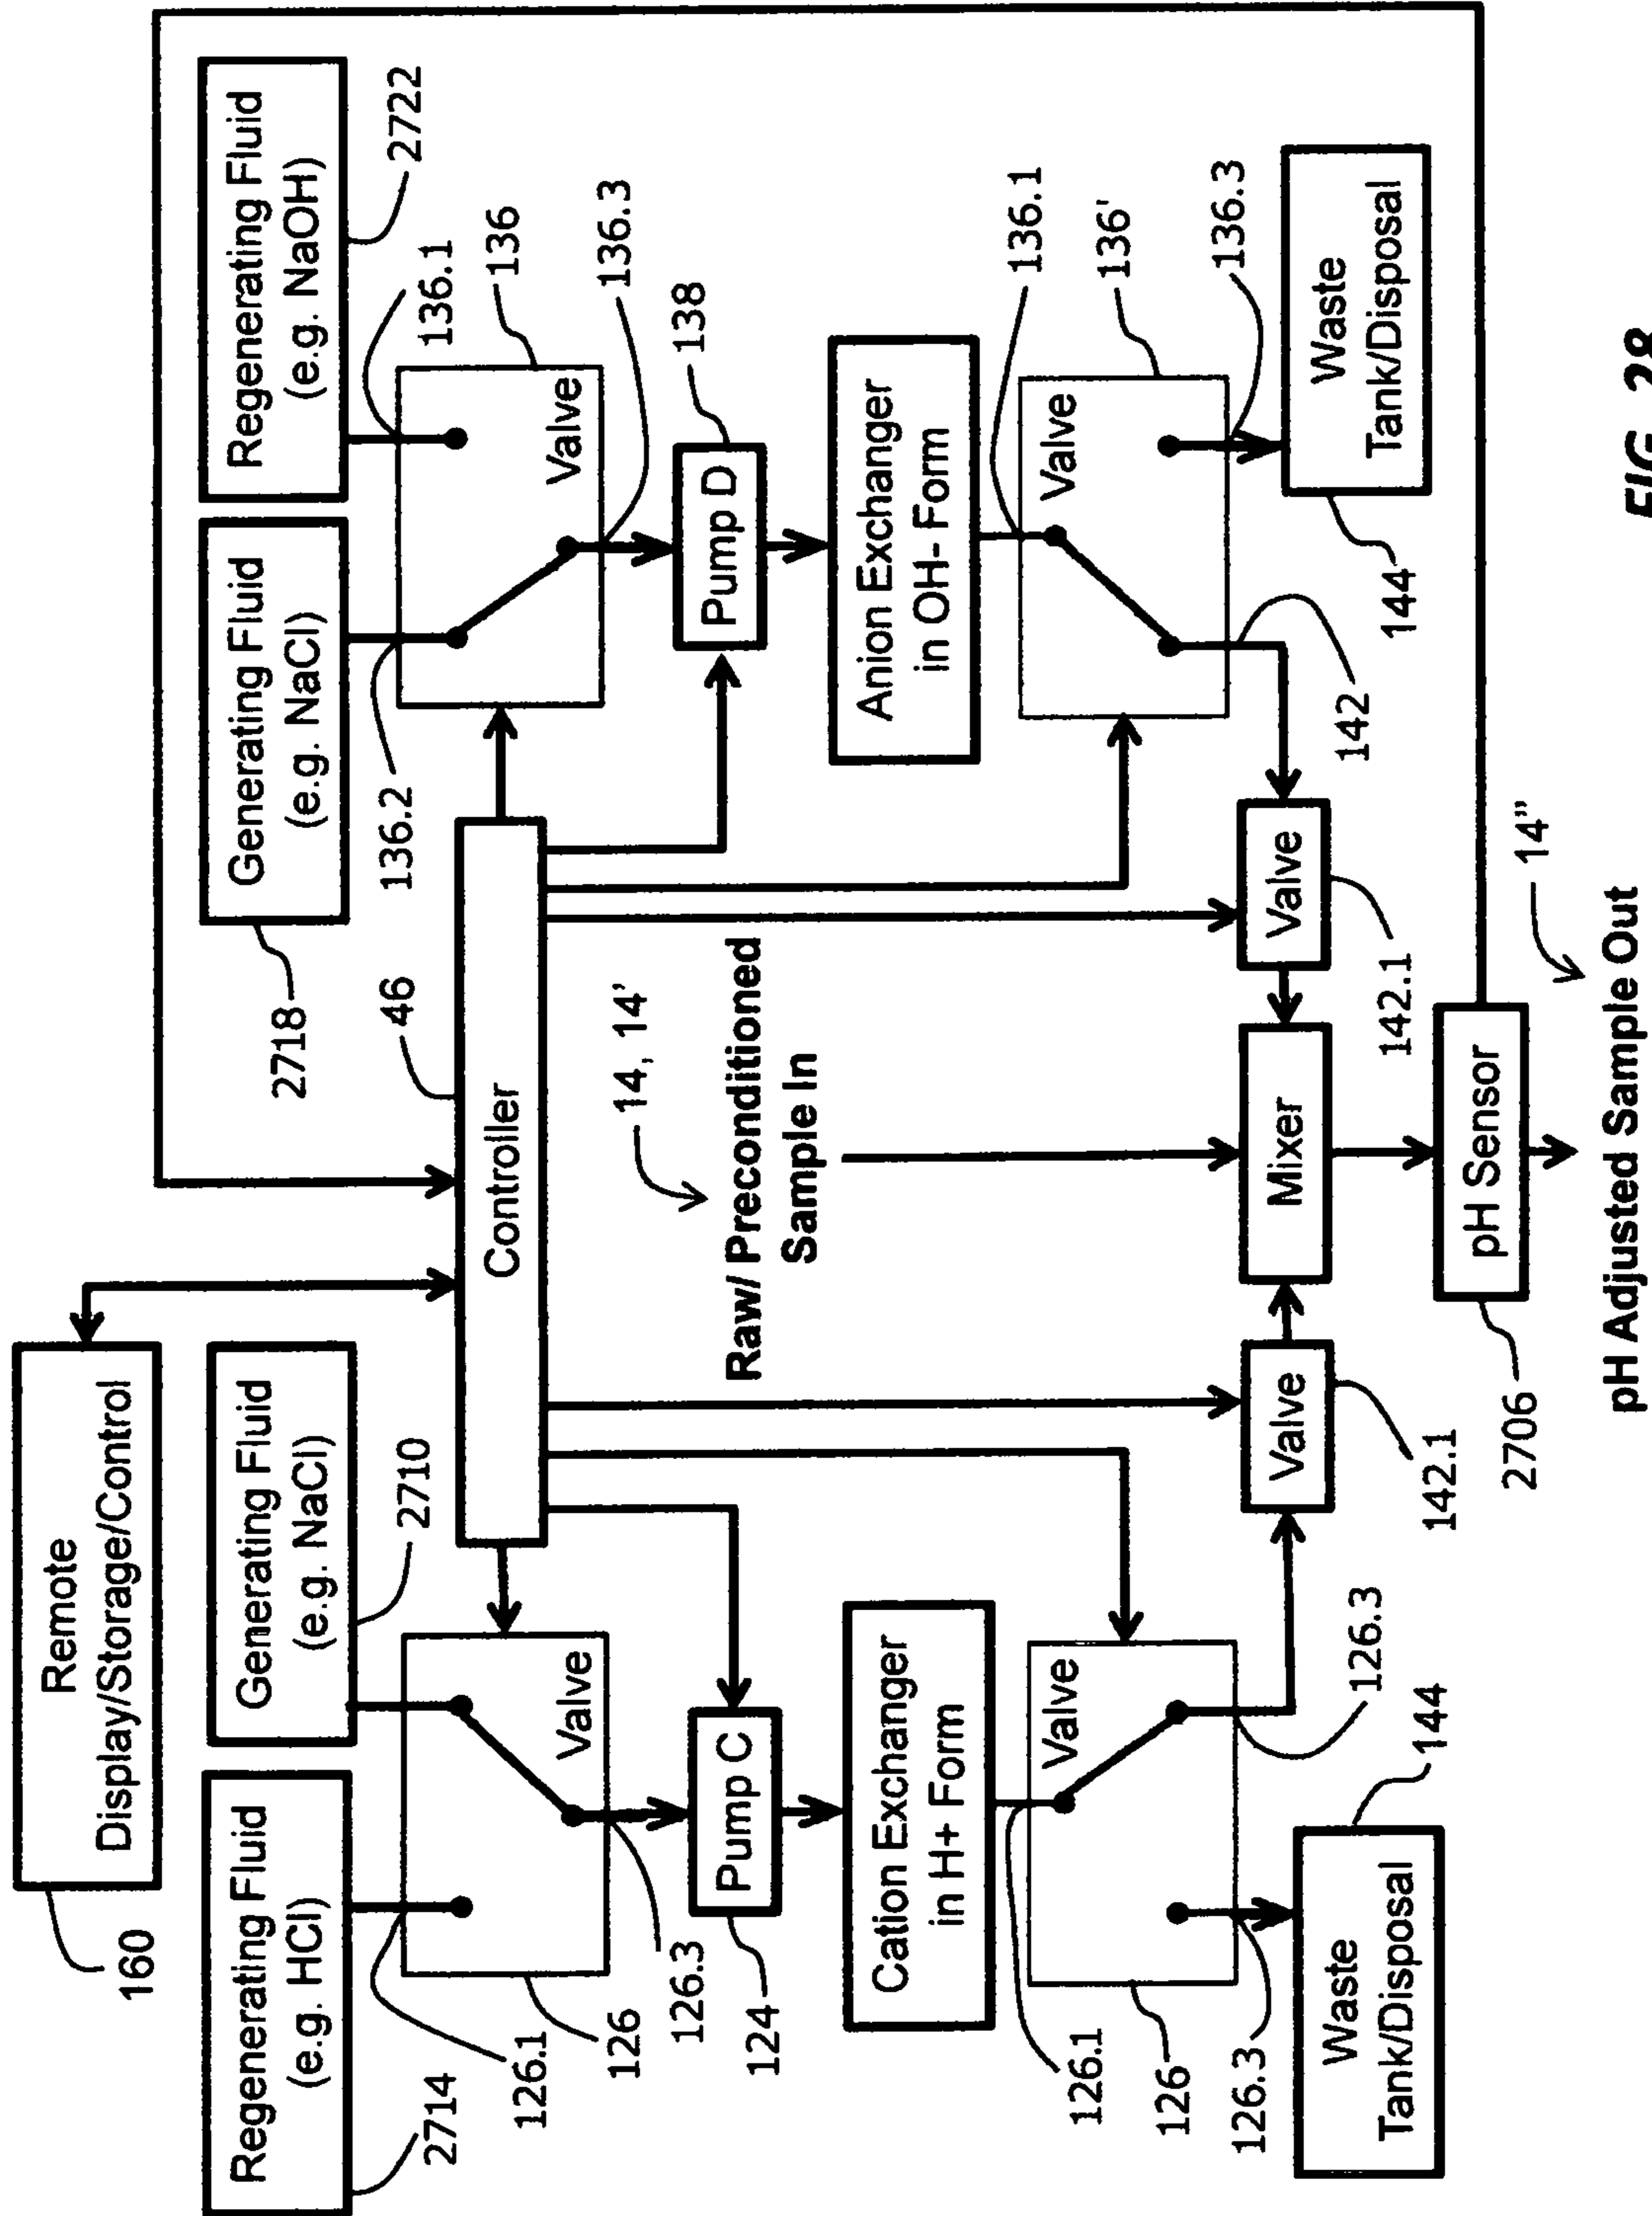 Remote
Display/Storage/Control
160
Regenerating Fluid
(e.g. HCl)
2714
Generating Fluid
(e.g. NaCl)
2710
Generating Fluid
(e.g. NaCl)
2718
Regenerating Fluid
(e.g. NaOH)
2722
126.1
Valve
126
126.3
Controller
46
136.2
136.1
Valve
136
136.3
Pump C
124
Pump D
138
14, 14'
Raw/ Preconditioned
Sample In
Cation Exchanger
in H+ Form
Anion Exchanger
in OH- Form
126.1
Valve
126
126.3
126.3
136.1
Valve
136'
136.3
142
Waste
Tank/Disposal
144
Valve
142.1
Mixer
Valve
142.1
Waste
Tank/Disposal
144
pH Sensor
2706
14"
pH Adjusted Sample Out
FIG. 28